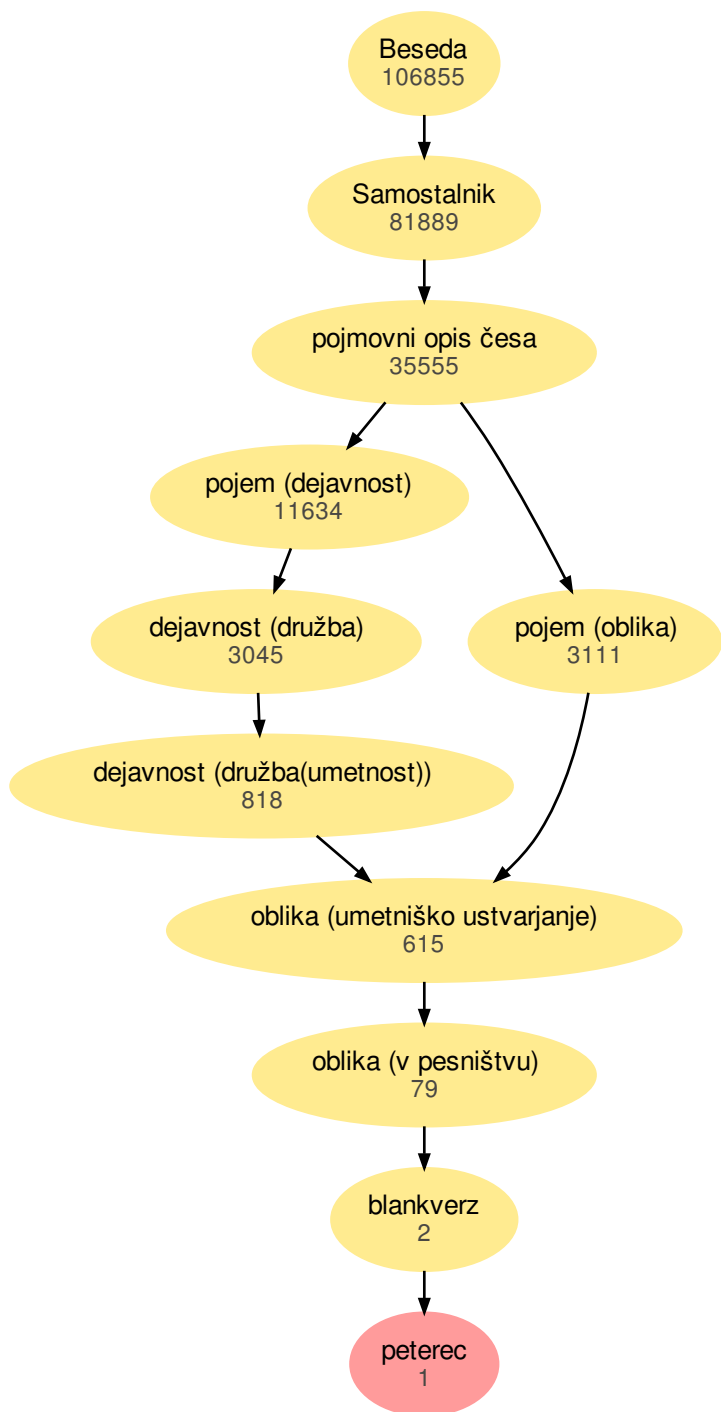 Beseda
106855
Samostalnik
81889
pojmovni opis česa
35555
pojem (dejavnost)
11634
dejavnost (družba)
3045
pojem (oblika)
3111
dejavnost (družba(umetnost))
818
oblika (umetniško ustvarjanje)
615
oblika (v pesništvu)
79
blankverz
2
peterec
1